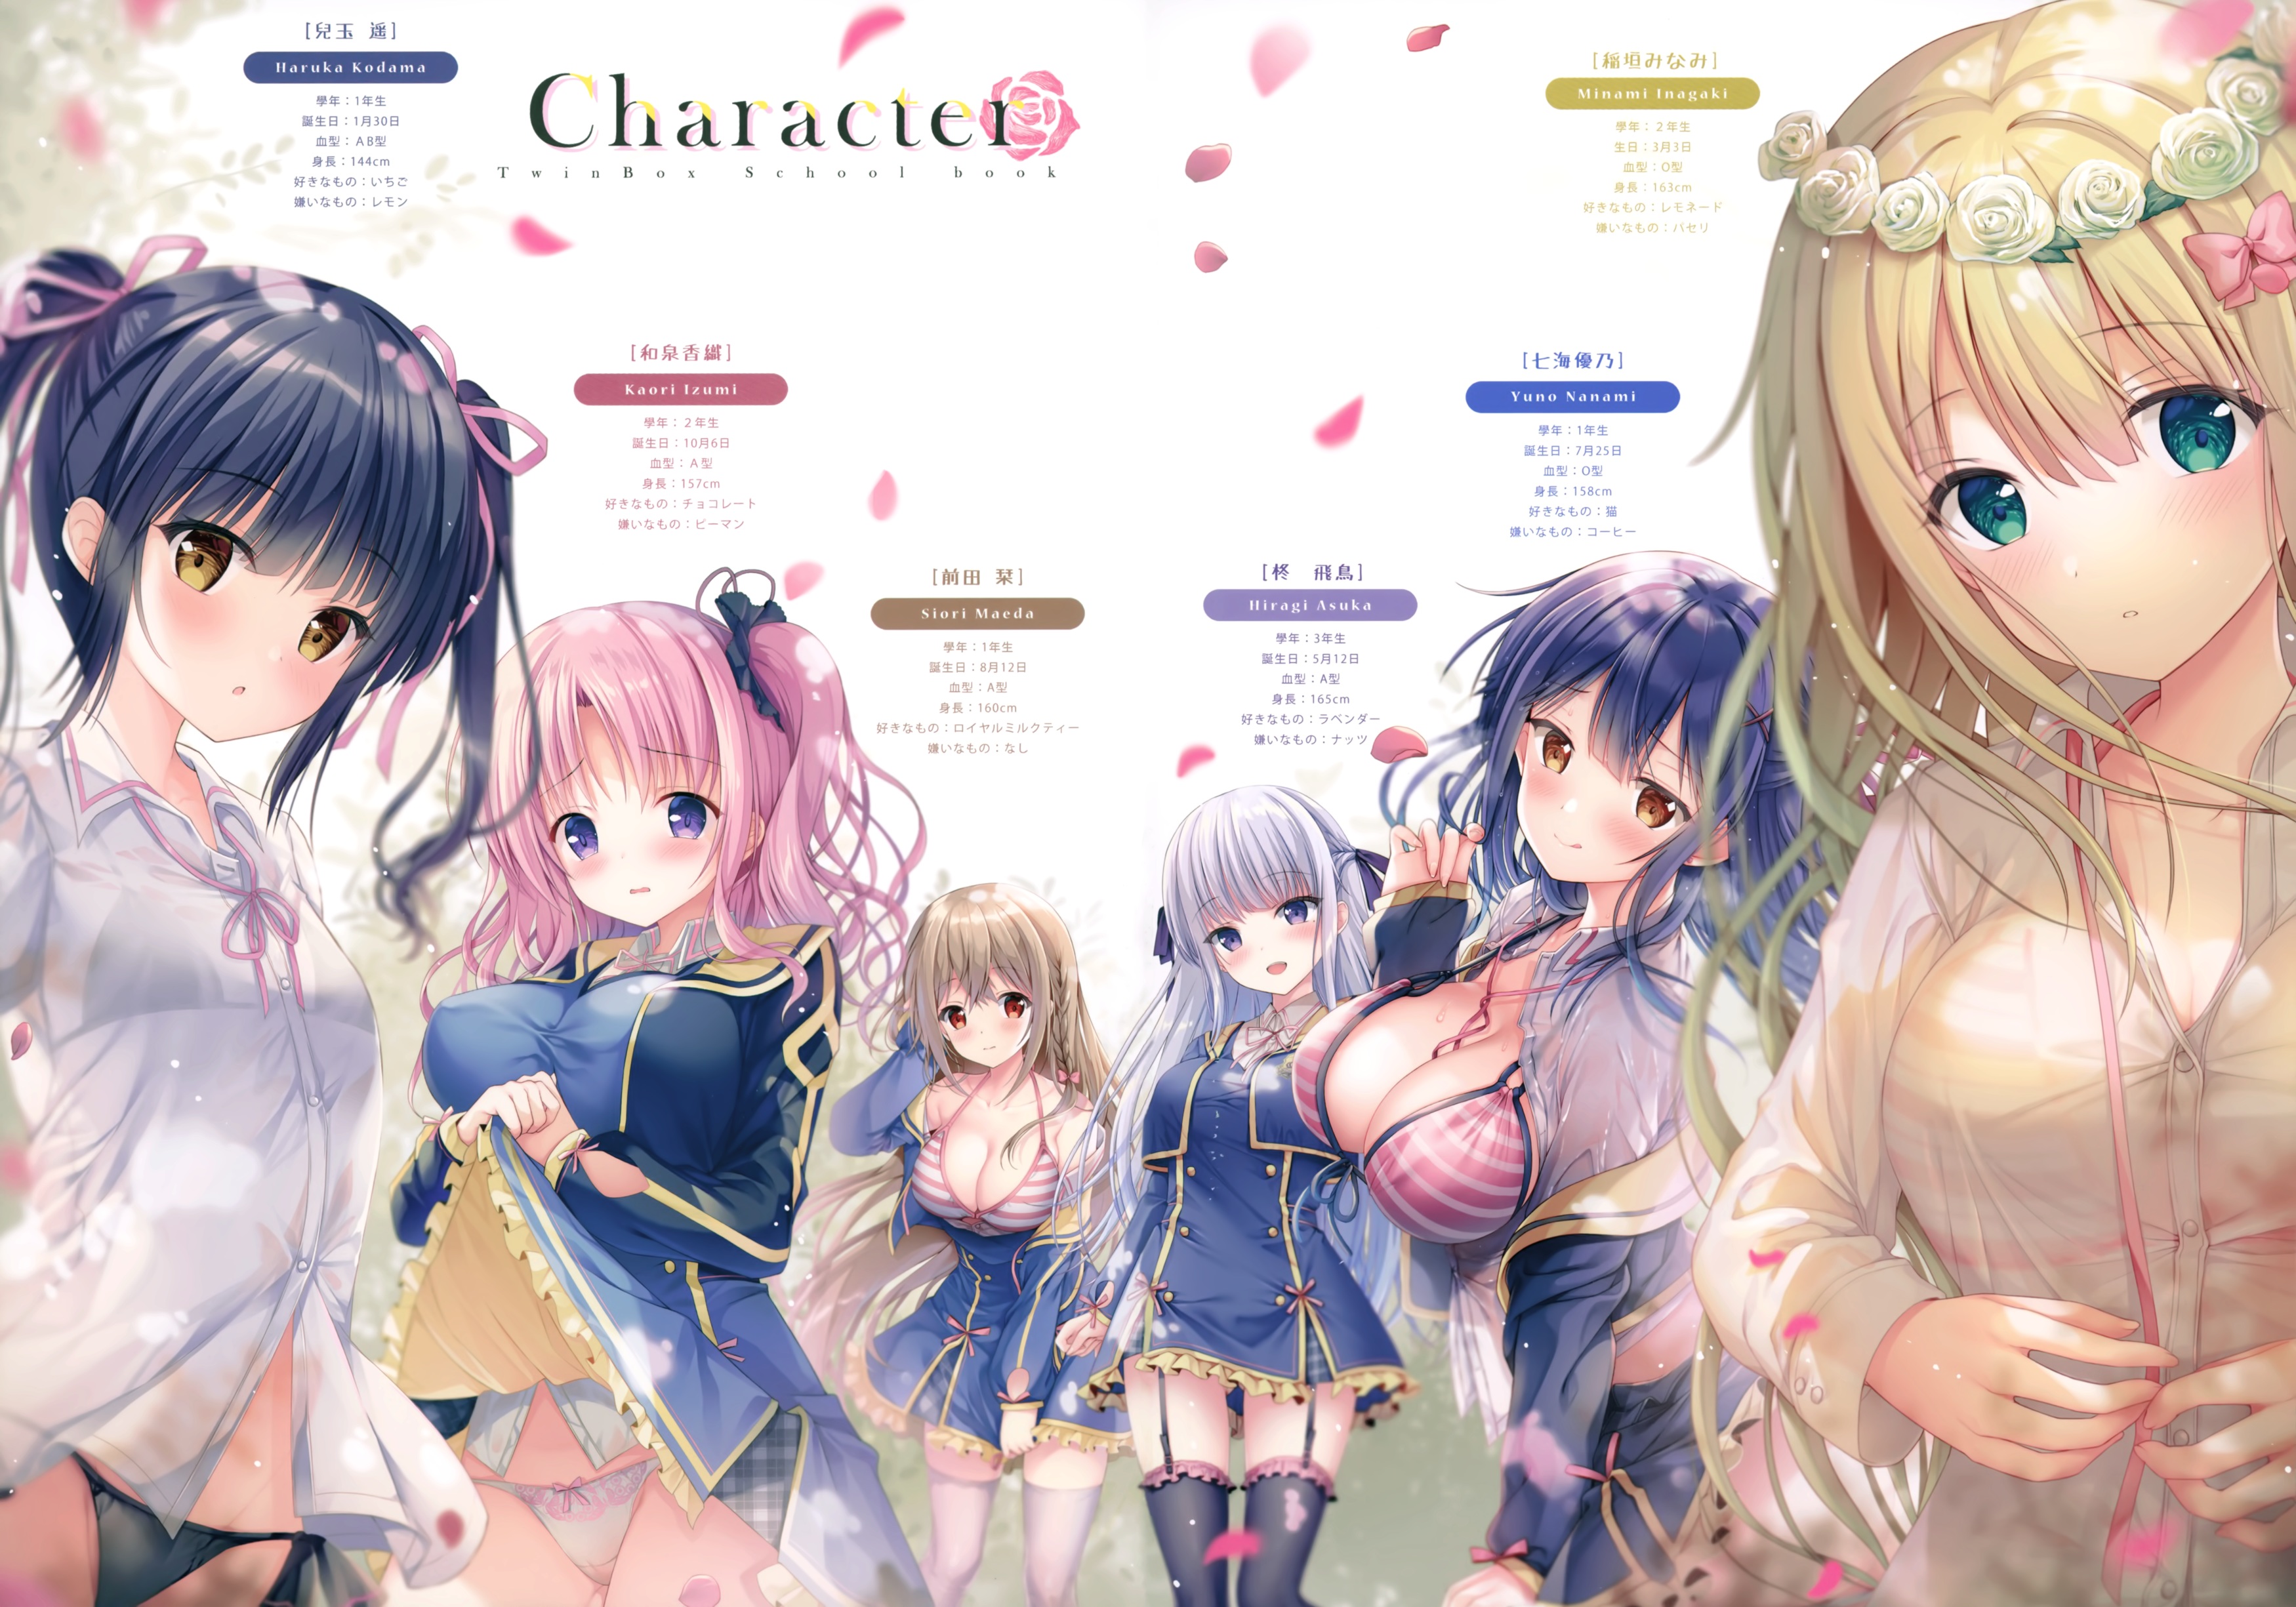 [兒玉 遥]
Haruka Kodama
學年：1年生
誕生日：1月30日
血型：AB型
身長：144cm
好きなもの：いちご
嫌いなもの：レモン
Character
TwinBox School book
[和泉香織]
Kaori Izumi
學年：２年生
誕生日：10月6日
血型：A型
身長：157cm
好きなもの：チョコレート
嫌いなもの：ピーマン
[前田 栞]
Siori Maeda
學年：1年生
誕生日：8月12日
血型：A型
身長：160cm
好きなもの：ロイヤルミルクティー
嫌いなもの：なし
[柊　飛鳥]
Hiragi Asuka
學年：3年生
誕生日：5月12日
血型：A型
身長：165cm
好きなもの：ラベンダー
嫌いなもの：ナッツ
[七海優乃]
Yuno Nanami
學年：1年生
誕生日：7月25日
血型：O型
身長：158cm
好きなもの：猫
嫌いなもの：コーヒー
[稲垣みなみ]
Minami Inagaki
學年：２年生
生日：3月3日
血型：O型
身長：163cm
好きなもの：レモネード
嫌いなもの：パセリ